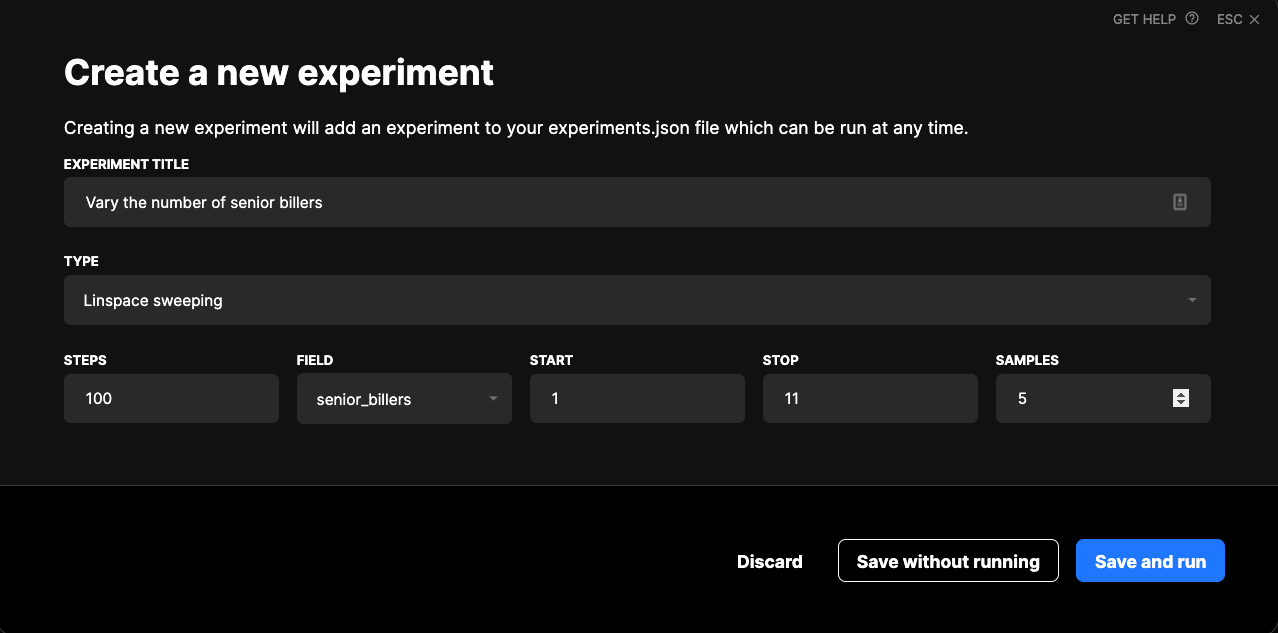 GET HELP ESC
Create a new experiment
Creating a new experiment will add an experiment to your experiments.json file which can be run at any time.
EXPERIMENT TITLE
Vary the number of senior billers
TYPE
Linspace sweeping
STEPS FIELD START STOP SAMPLES
100 senior_billers 1 11 5
Discard Save without running Save and run